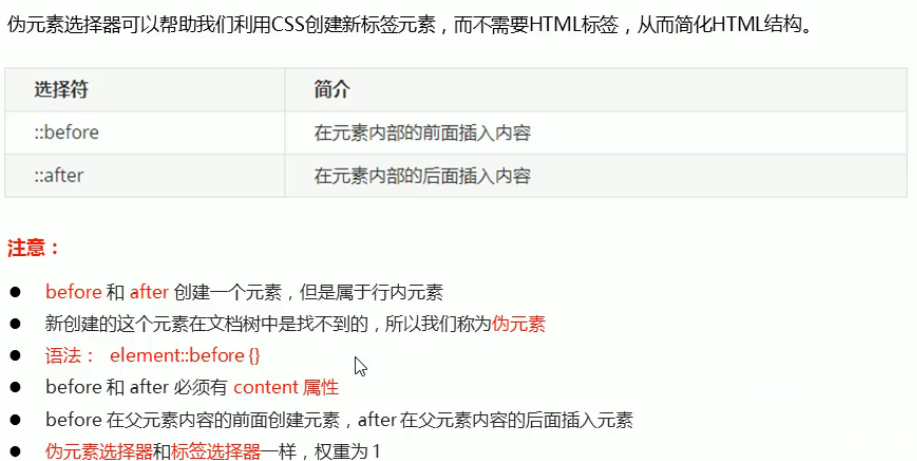 伪元素选择器可以帮助我们利用CSS创建新标签元素，而不需要HTML标签，从而简化HTML结构。
选择符 简介
::before 在元素内部的前面插入内容
::after 在元素内部的后面插入内容
注意：
● before 和 after 创建一个元素，但是属于行内元素
● 新创建的这个元素在文档树中是找不到的，所以我们称为伪元素
● 语法： element::before {}
● before 和 after 必须有 content 属性
● before 在父元素内容的前面创建元素，after 在父元素内容的后面插入元素
● 伪元素选择器和标签选择器一样，权重为 1